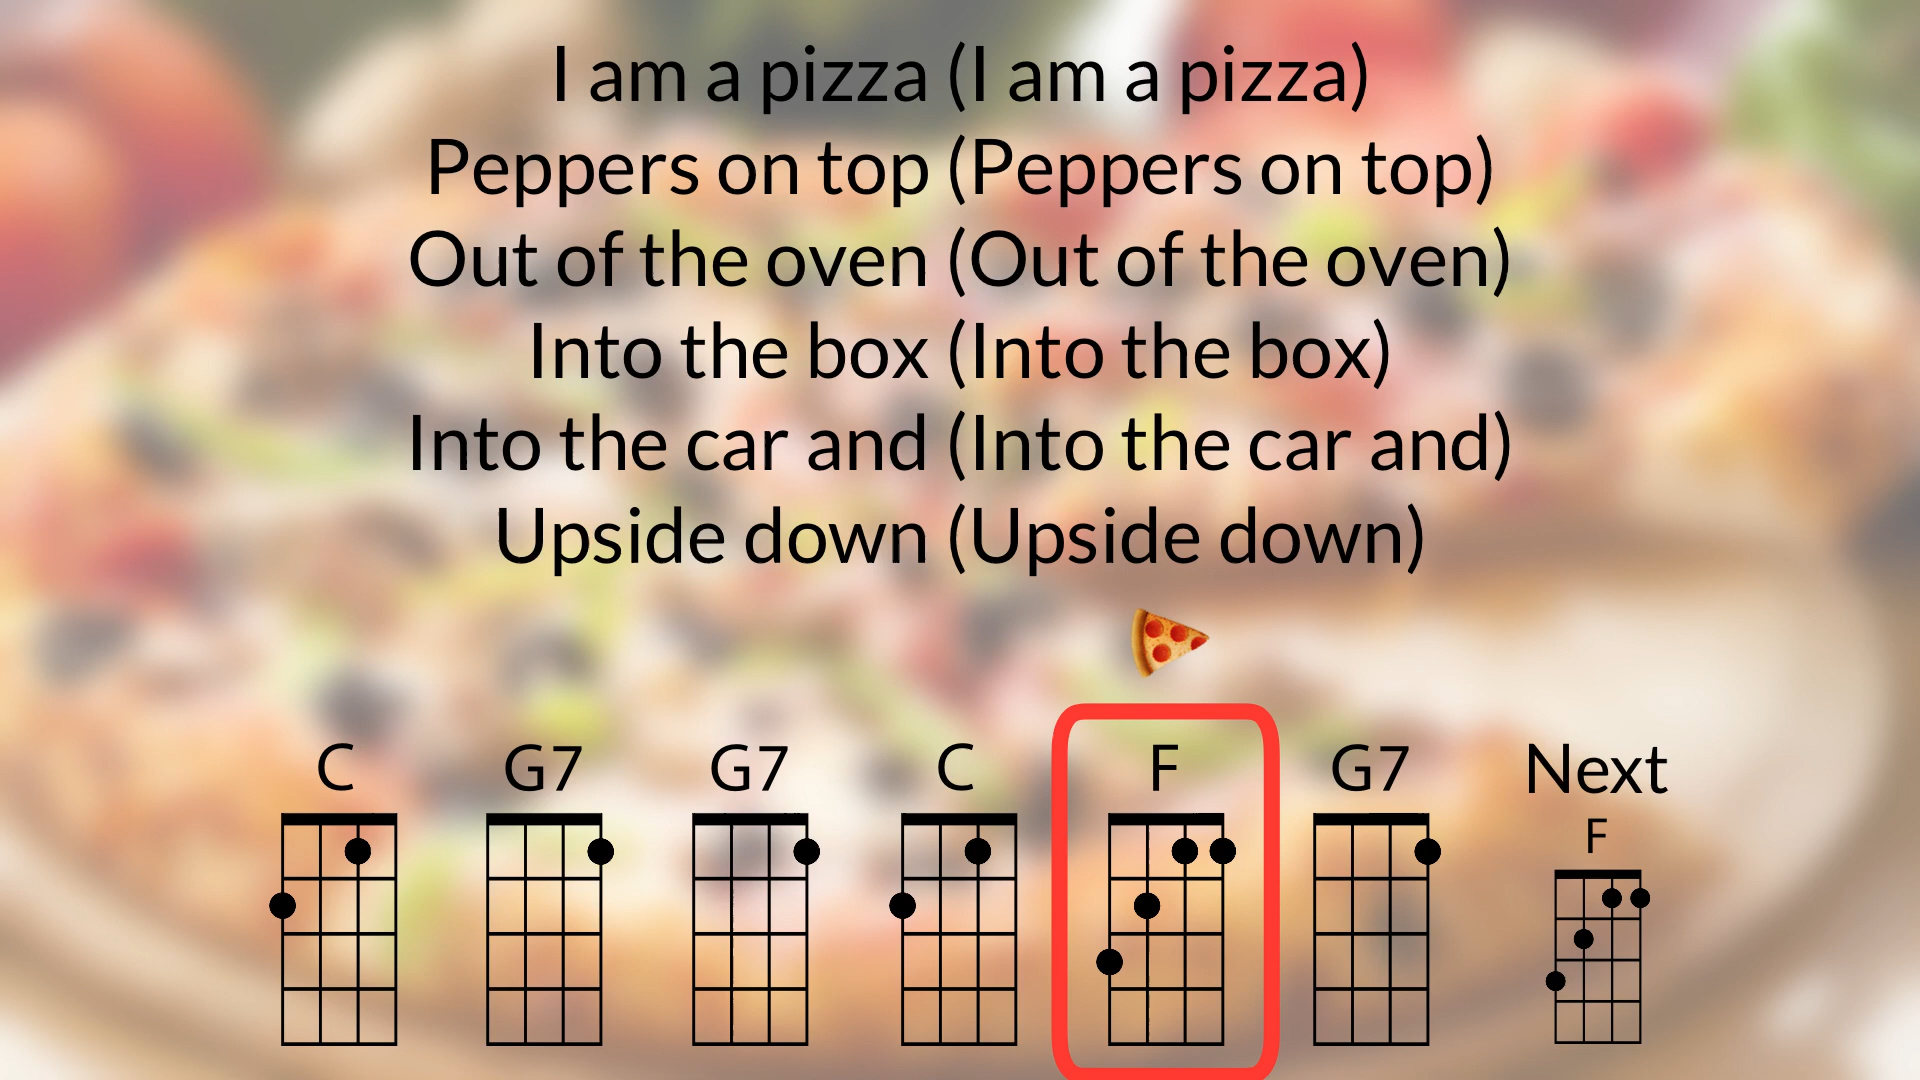 I am a pizza (I am a pizza)
Peppers on top (Peppers on top)
Out of the oven (Out of the oven)
Into the box (Into the box)
Into the car and (Into the car and)
Upside down (Upside down)
C G7 G7 C F G7 Next
F